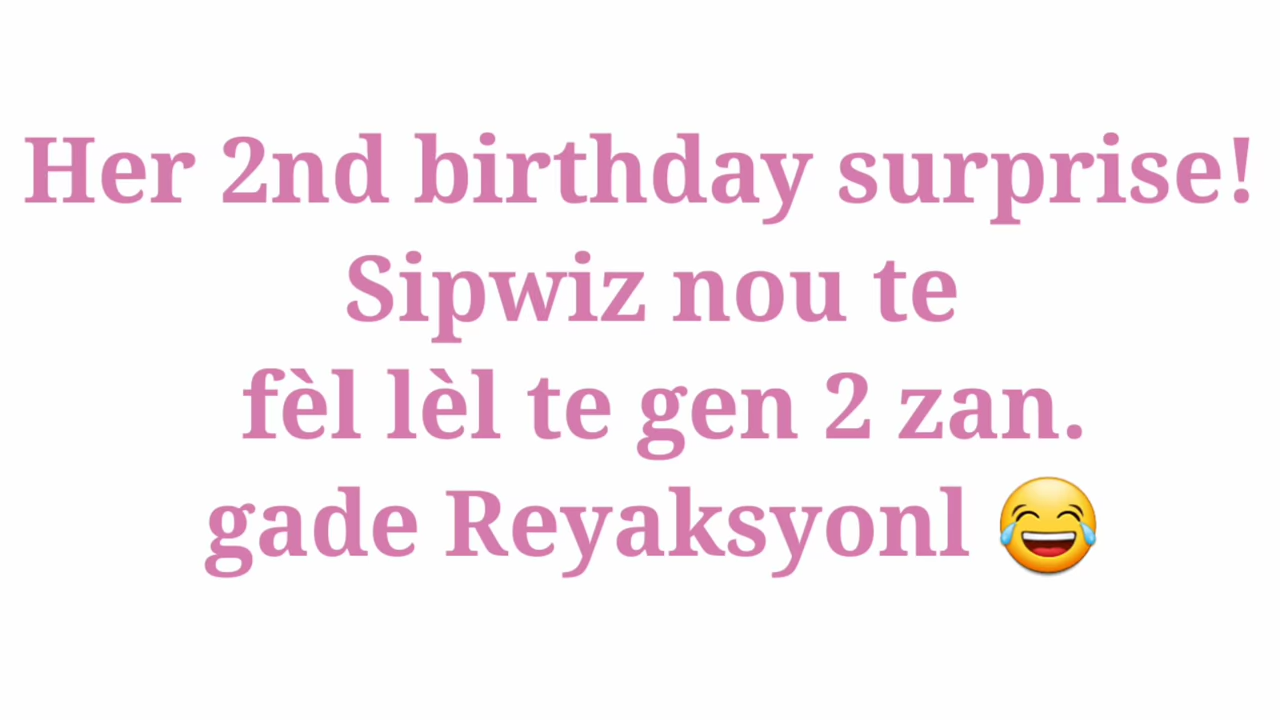 Her 2nd birthday surprise!
Sipwiz nou te
fèl lèl te gen 2 zan.
gade Reyaksyonl 😂